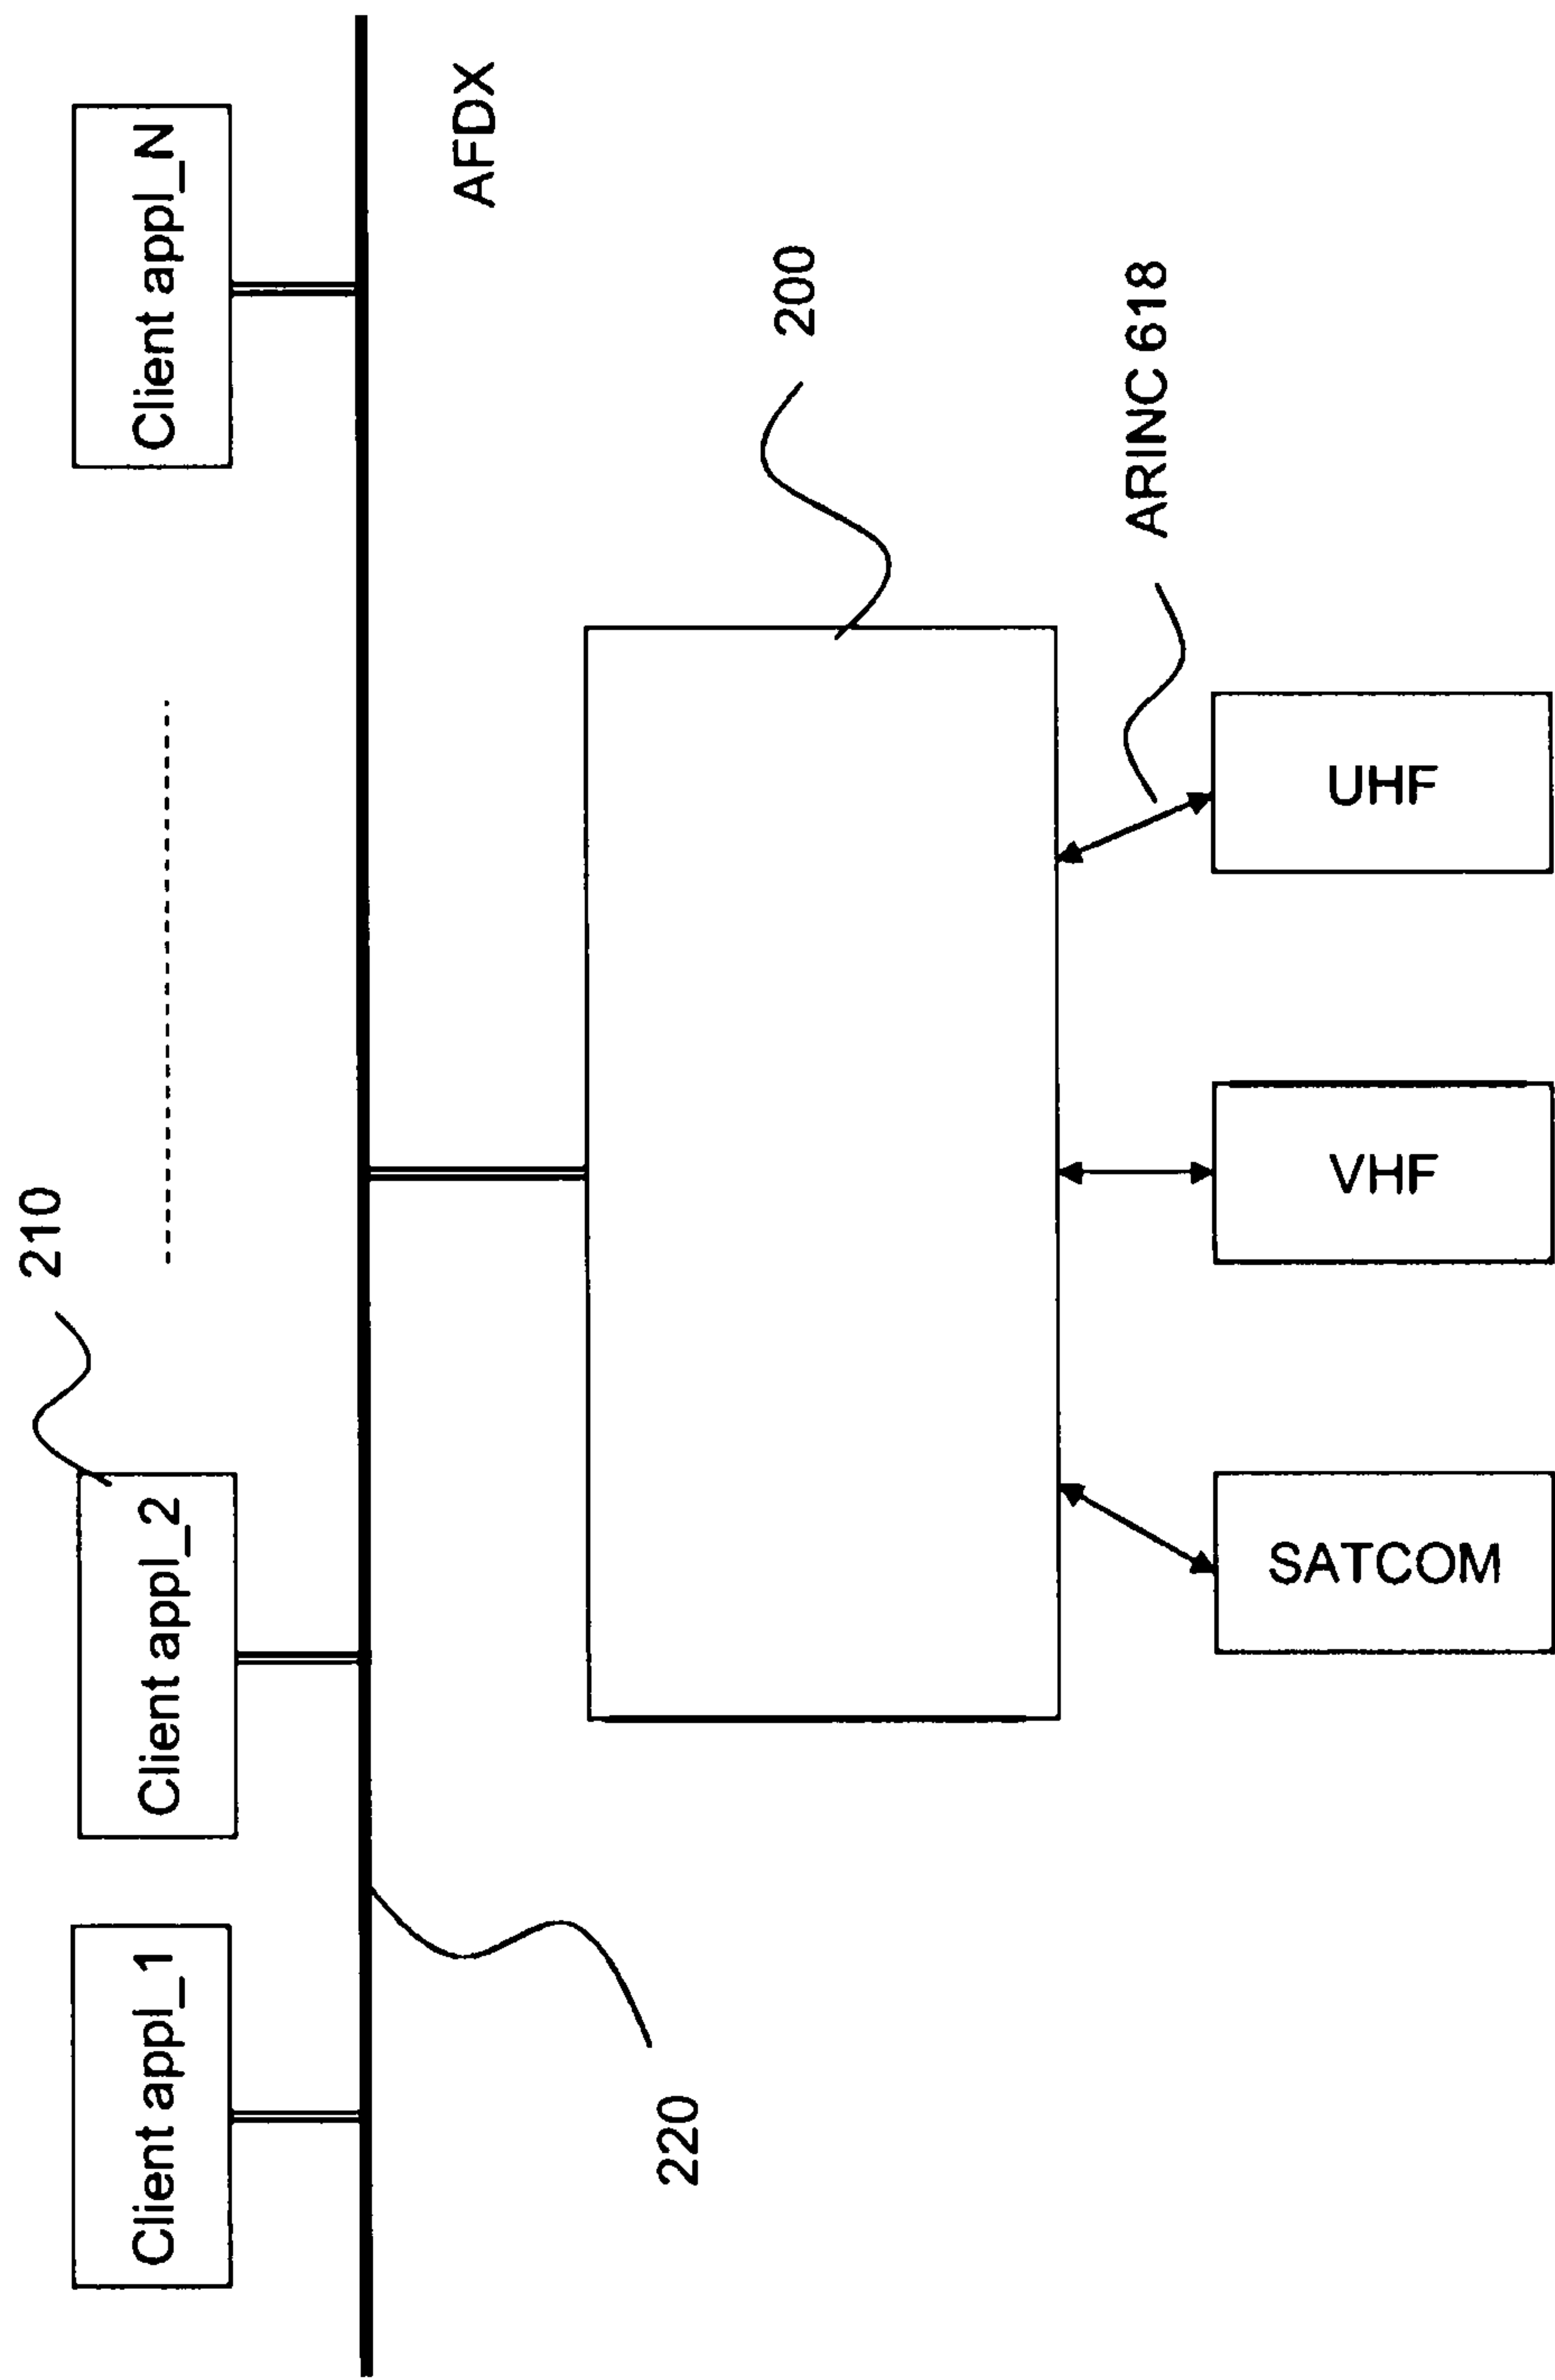 210
Client appl_1
Client appl_2
Client appl_N
AFDX
220
200
ARINC 618
SATCOM
VHF
UHF